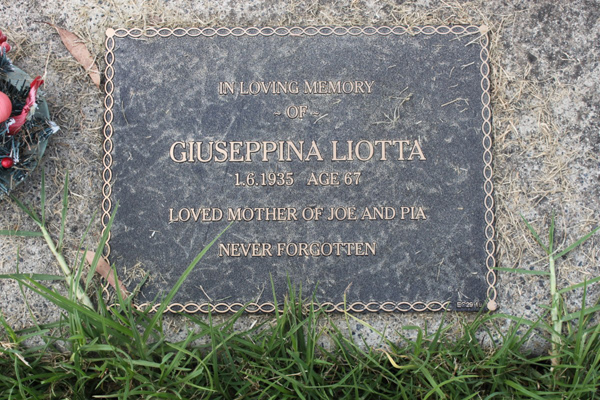 IN LOVING MEMORY
~ OF ~
GIUSEPPINA LIOTTA
1.6.1935 AGE 67
LOVED MOTHER OF JOE AND PIA
NEVER FORGOTTEN